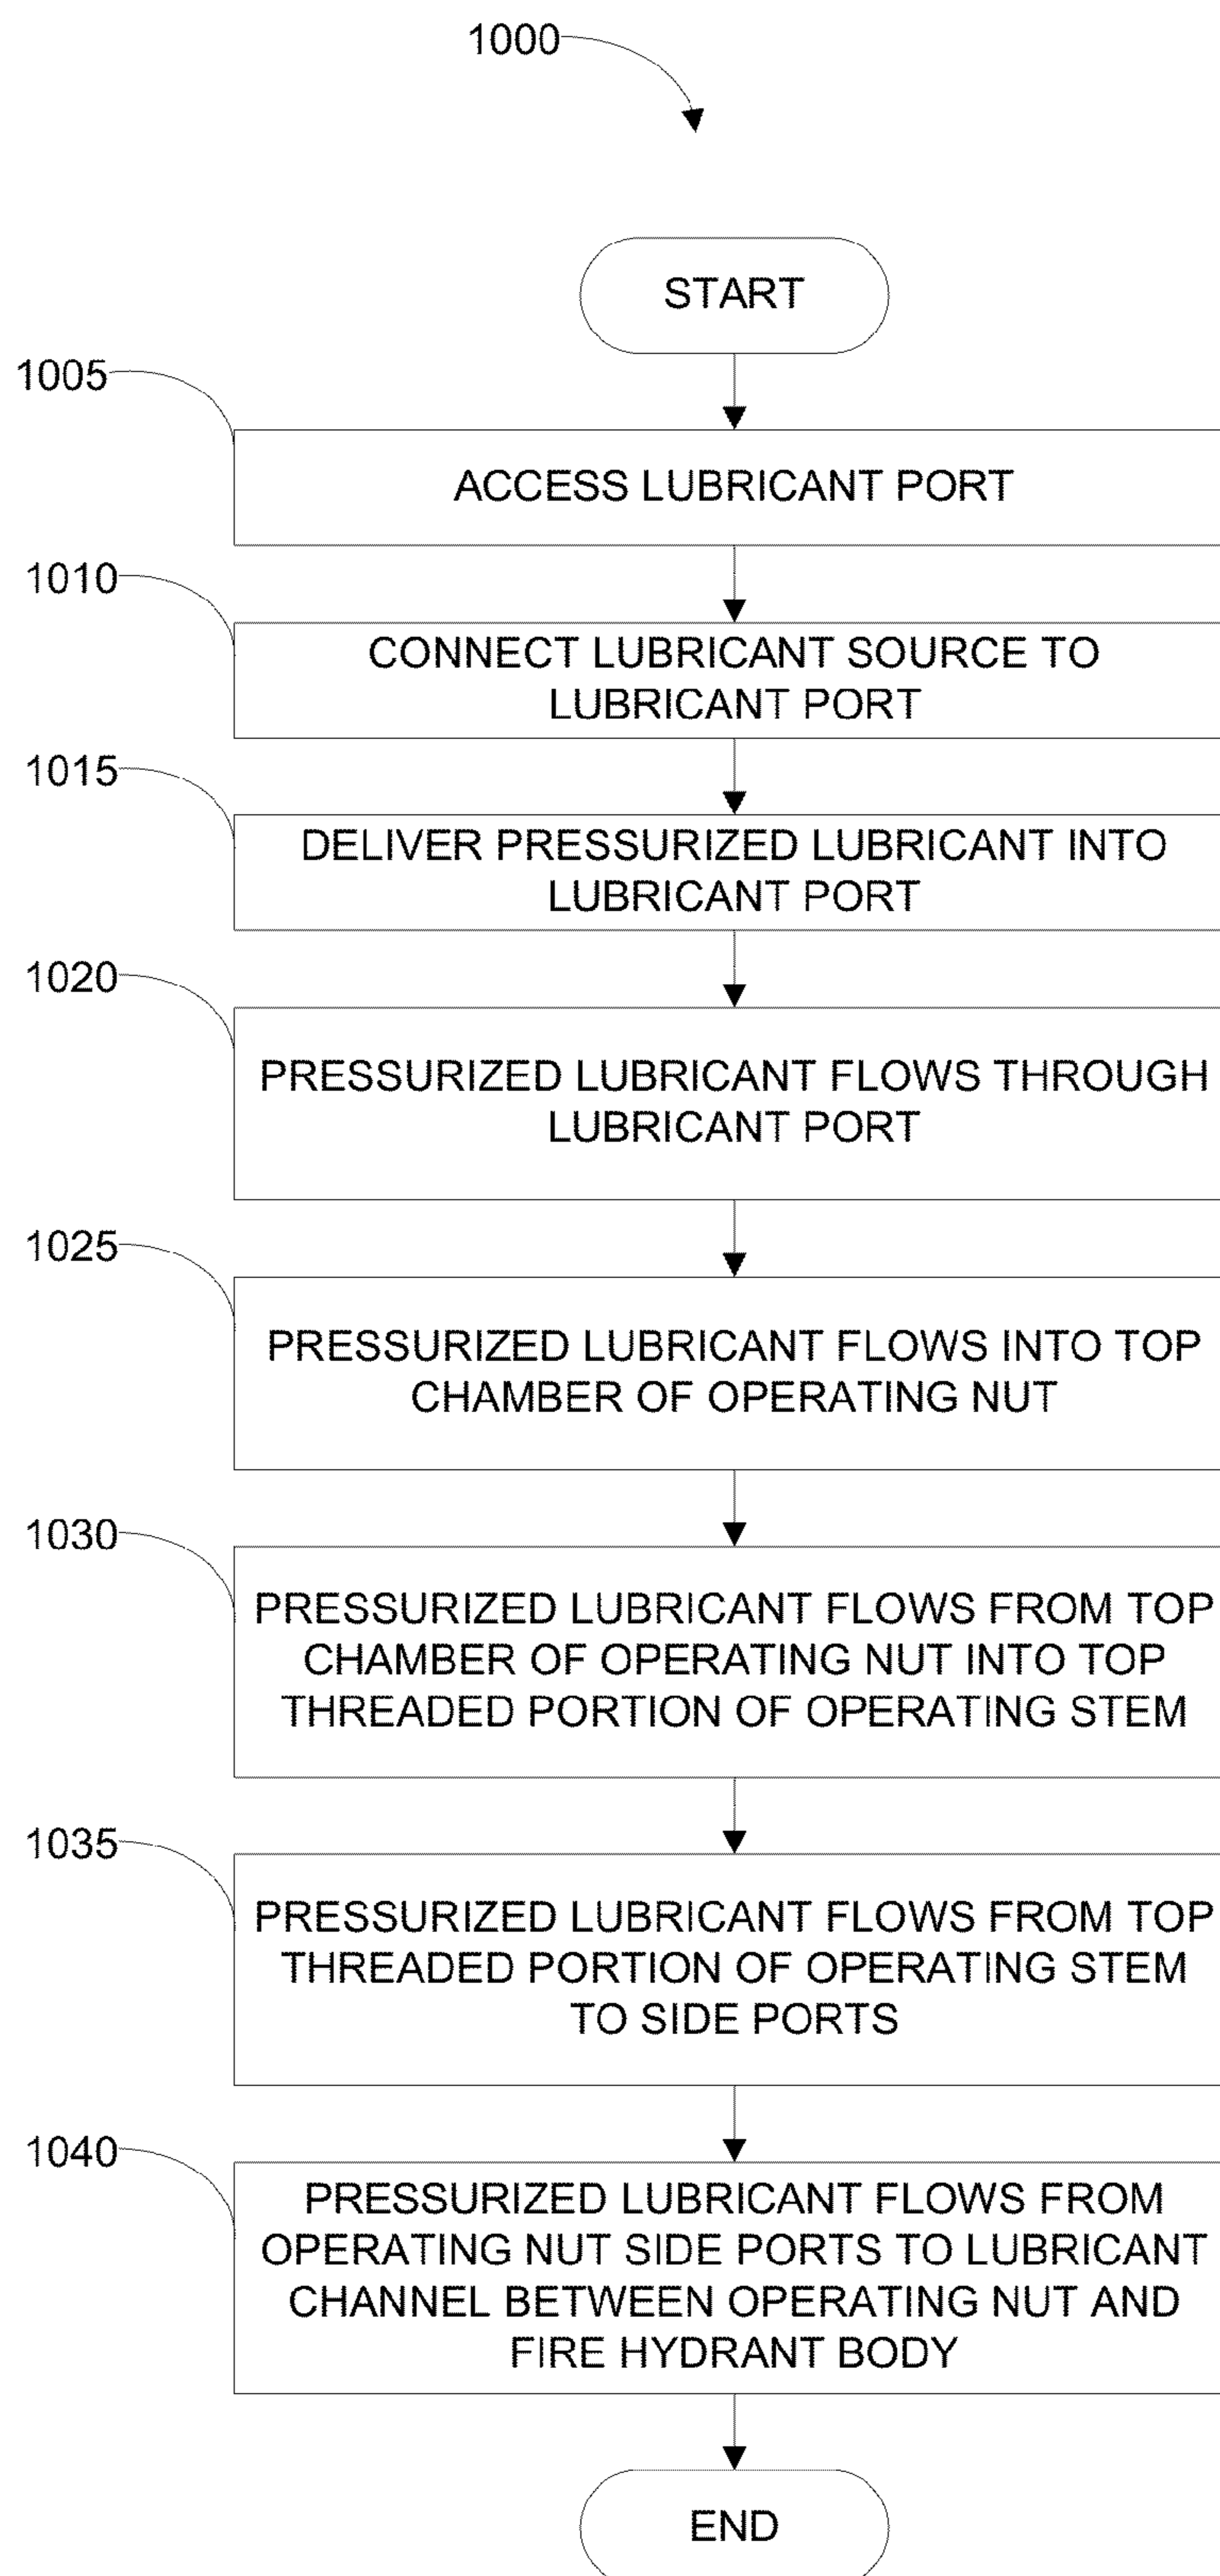 1000
START
1005
ACCESS LUBRICANT PORT
1010
CONNECT LUBRICANT SOURCE TO
LUBRICANT PORT
1015
DELIVER PRESSURIZED LUBRICANT INTO
LUBRICANT PORT
1020
PRESSURIZED LUBRICANT FLOWS THROUGH
LUBRICANT PORT
1025
PRESSURIZED LUBRICANT FLOWS INTO TOP
CHAMBER OF OPERATING NUT
1030
PRESSURIZED LUBRICANT FLOWS FROM TOP
CHAMBER OF OPERATING NUT INTO TOP
THREADED PORTION OF OPERATING STEM
1035
PRESSURIZED LUBRICANT FLOWS FROM TOP
THREADED PORTION OF OPERATING STEM
TO SIDE PORTS
1040
PRESSURIZED LUBRICANT FLOWS FROM
OPERATING NUT SIDE PORTS TO LUBRICANT
CHANNEL BETWEEN OPERATING NUT AND
FIRE HYDRANT BODY
END